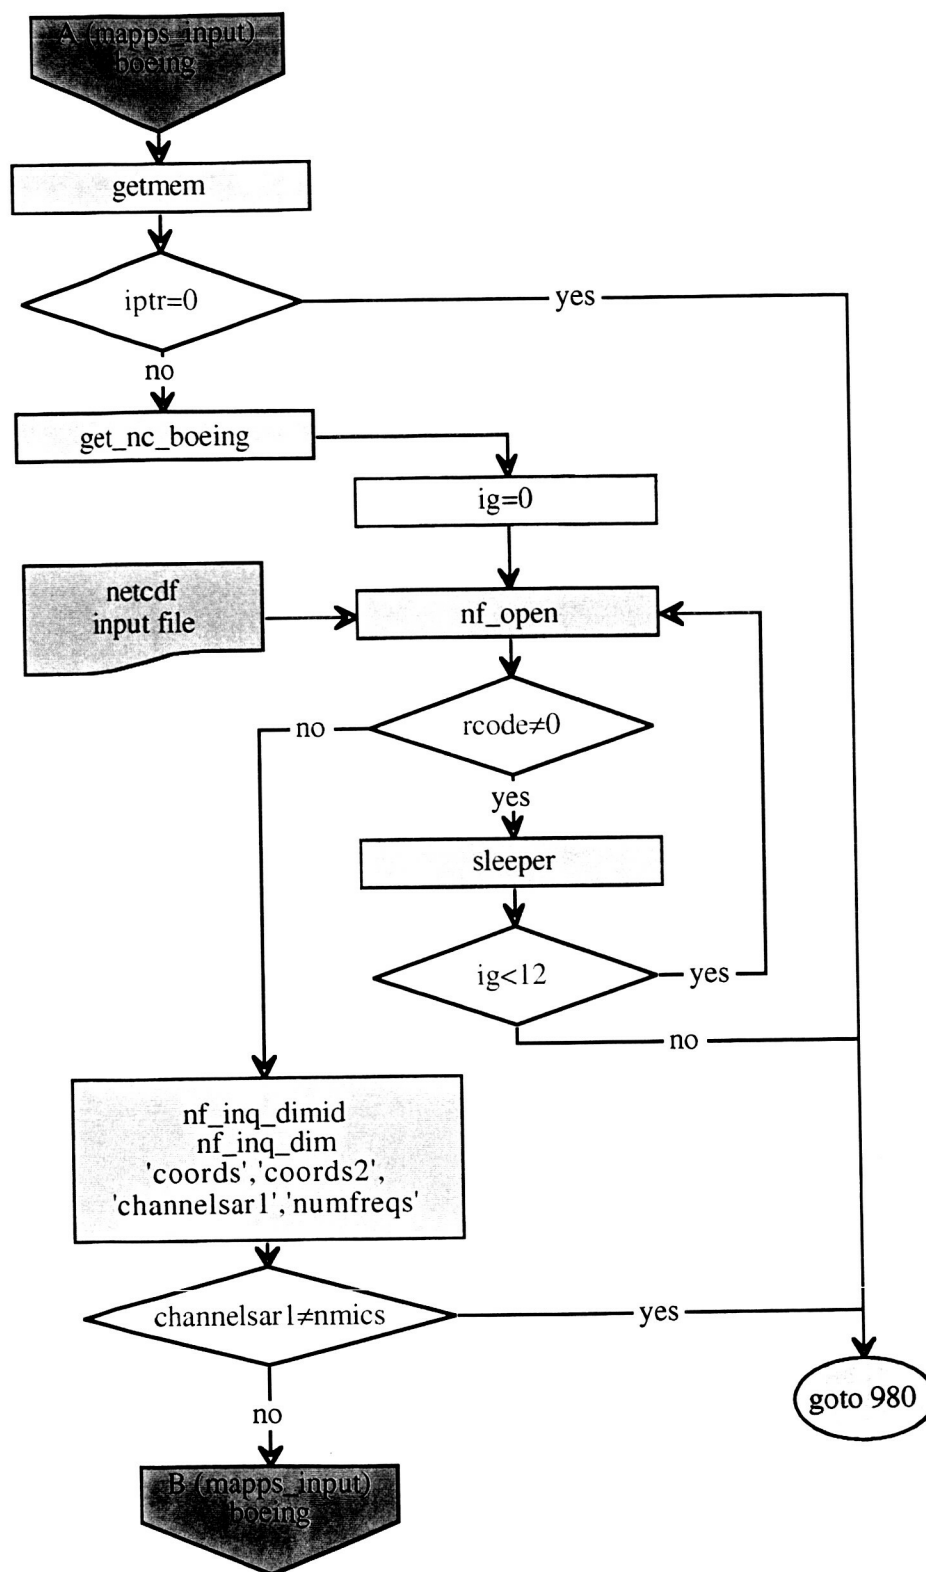 A (mapps_input)
boeing
getmem
iptr=0
yes
no
get_nc_boeing
ig=0
netcdf
input file
nf_open
no
rcode≠0
yes
sleeper
ig<12
yes
no
nf_inq_dimid
nf_inq_dim
'coords','coords2',
'channelsar1','numfreqs'
channelsar1≠nmics
yes
goto 980
no
B (mapps_input)
boeing